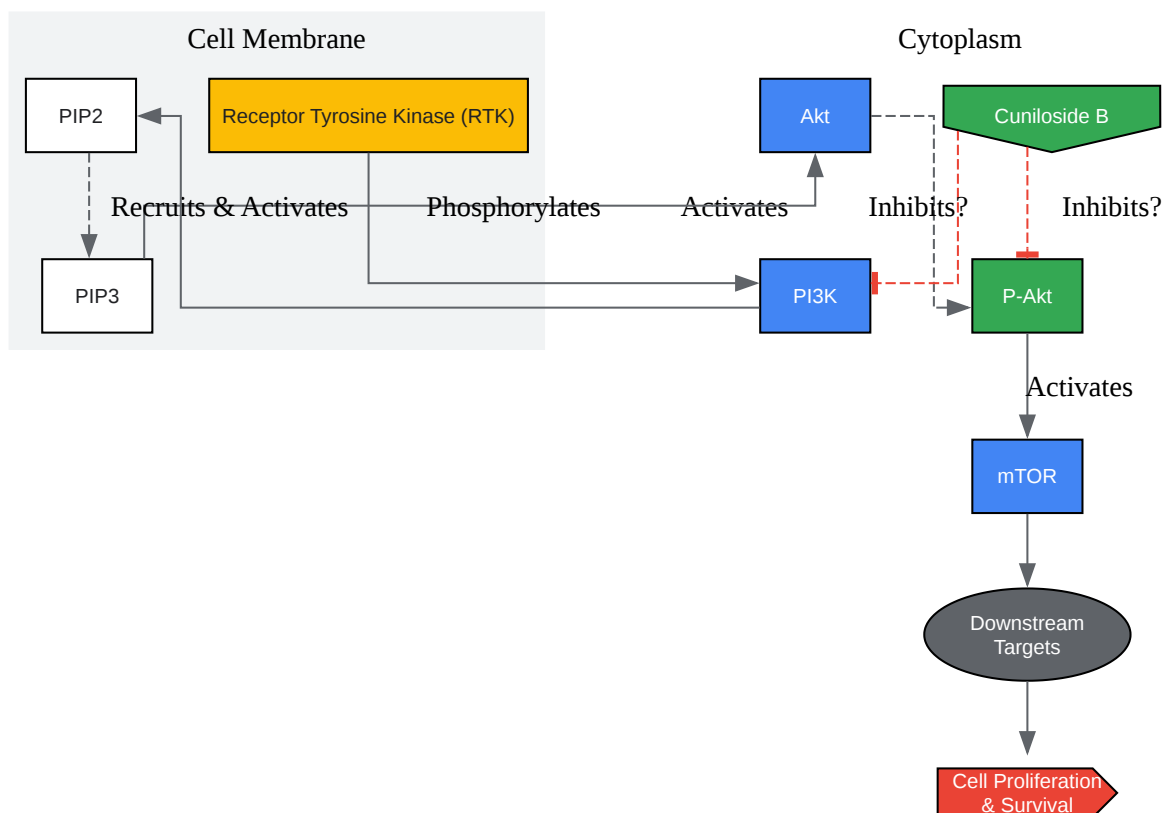 Cell Membrane
Cytoplasm
PIP2
Receptor Tyrosine Kinase (RTK)
Akt
Cuniloside B
Recruits & Activates
Phosphorylates
Activates
Inhibits?
Inhibits?
PIP3
PI3K
P-Akt
Activates
mTOR
Downstream
Targets
Cell Proliferation
& Survival